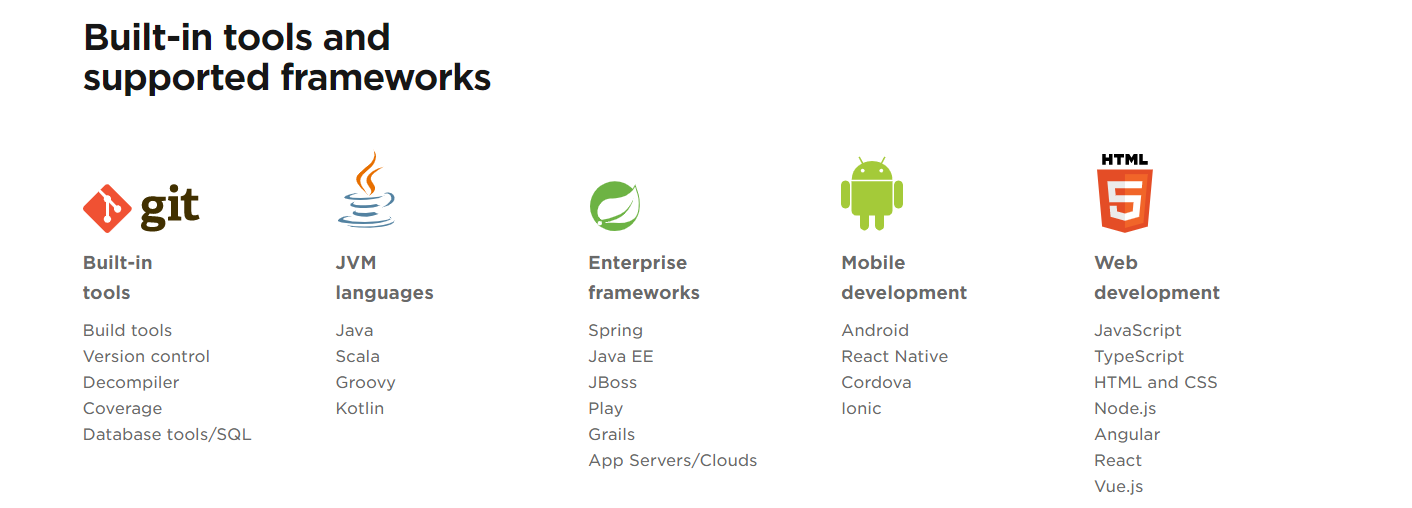 Built-in tools and
supported frameworks
git
Built-in
tools
Build tools
Version control
Decompiler
Coverage
Database tools/SQL
JVM
languages
Java
Scala
Groovy
Kotlin
Enterprise
frameworks
Spring
Java EE
JBoss
Play
Grails
App Servers/Clouds
Mobile
development
Android
React Native
Cordova
Ionic
HTML
5
Web
development
JavaScript
TypeScript
HTML and CSS
Node.js
Angular
React
Vue.js